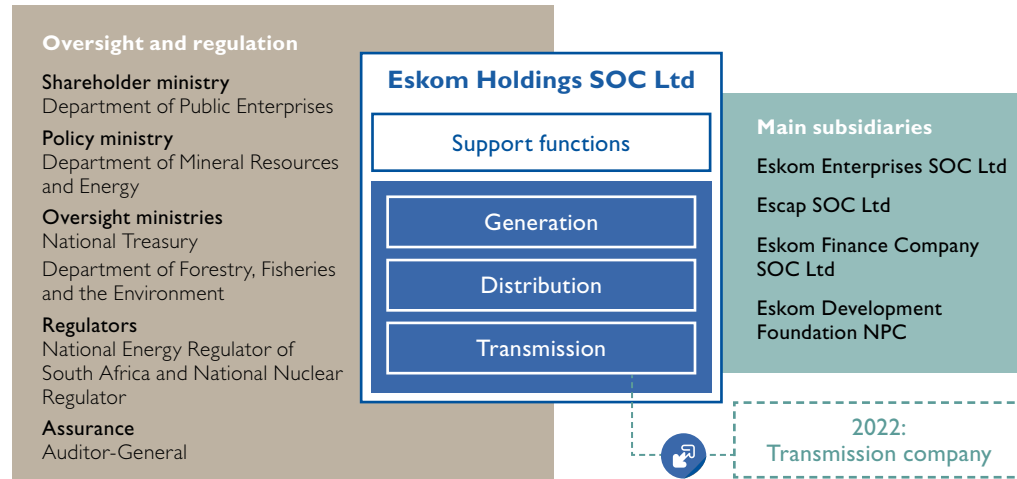 Oversight and regulation
Shareholder ministry
Department of Public Enterprises
Policy ministry
Department of Mineral Resources
and Energy
Oversight ministries
National Treasury
Department of Forestry, Fisheries
and the Environment
Regulators
National Energy Regulator of
South Africa and National Nuclear
Regulator
Assurance
Auditor-General
Eskom Holdings SOC Ltd
Support functions
Generation
Distribution
Transmission
Main subsidiaries
Eskom Enterprises SOC Ltd
Escap SOC Ltd
Eskom Finance Company
SOC Ltd
Eskom Development
Foundation NPC
2022:
Transmission company